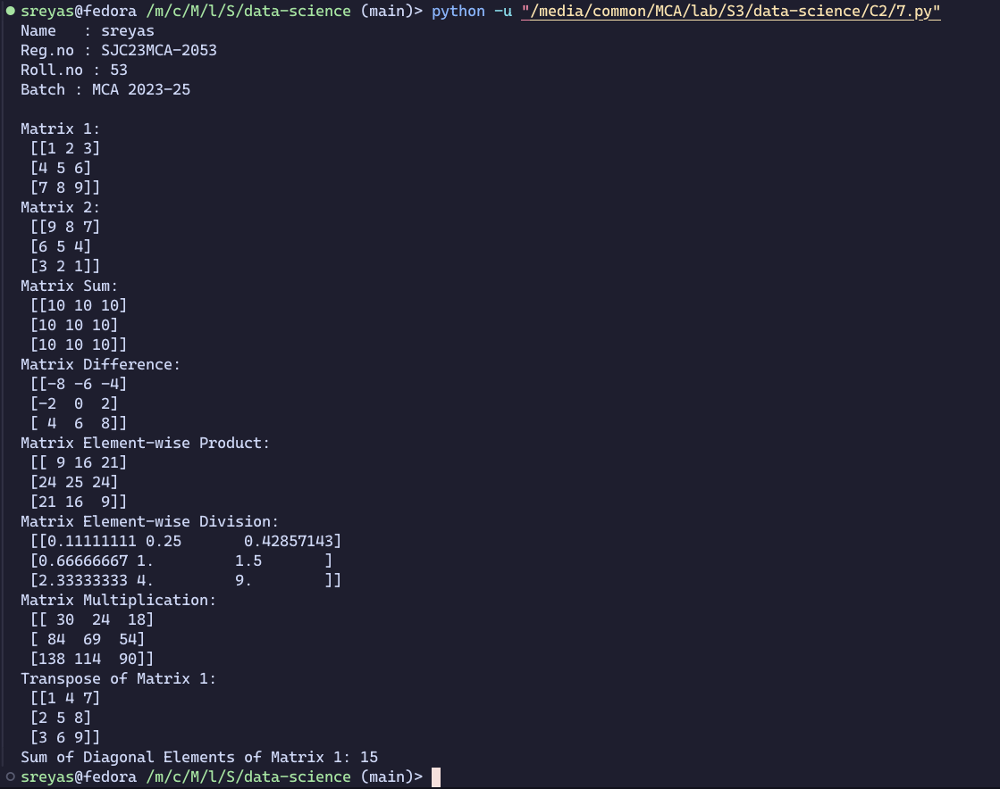 sreyas@fedora /m/c/M/l/S/data-science (main)> python -u "/media/common/MCA/lab/S3/data-science/C2/7.py"
Name   : sreyas
Reg.no : SJC23MCA-2053
Roll.no : 53
Batch : MCA 2023-25

Matrix 1:
 [[1 2 3]
 [4 5 6]
 [7 8 9]]
Matrix 2:
 [[9 8 7]
 [6 5 4]
 [3 2 1]]
Matrix Sum:
 [[10 10 10]
 [10 10 10]
 [10 10 10]]
Matrix Difference:
 [[-8 -6 -4]
 [-2  0  2]
 [ 4  6  8]]
Matrix Element-wise Product:
 [[ 9 16 21]
 [24 25 24]
 [21 16  9]]
Matrix Element-wise Division:
 [[0.11111111 0.25       0.42857143]
 [0.66666667 1.         1.5       ]
 [2.33333333 4.         9.        ]]
Matrix Multiplication:
 [[ 30  24  18]
 [ 84  69  54]
 [138 114  90]]
Transpose of Matrix 1:
 [[1 4 7]
 [2 5 8]
 [3 6 9]]
Sum of Diagonal Elements of Matrix 1: 15
sreyas@fedora /m/c/M/l/S/data-science (main)>